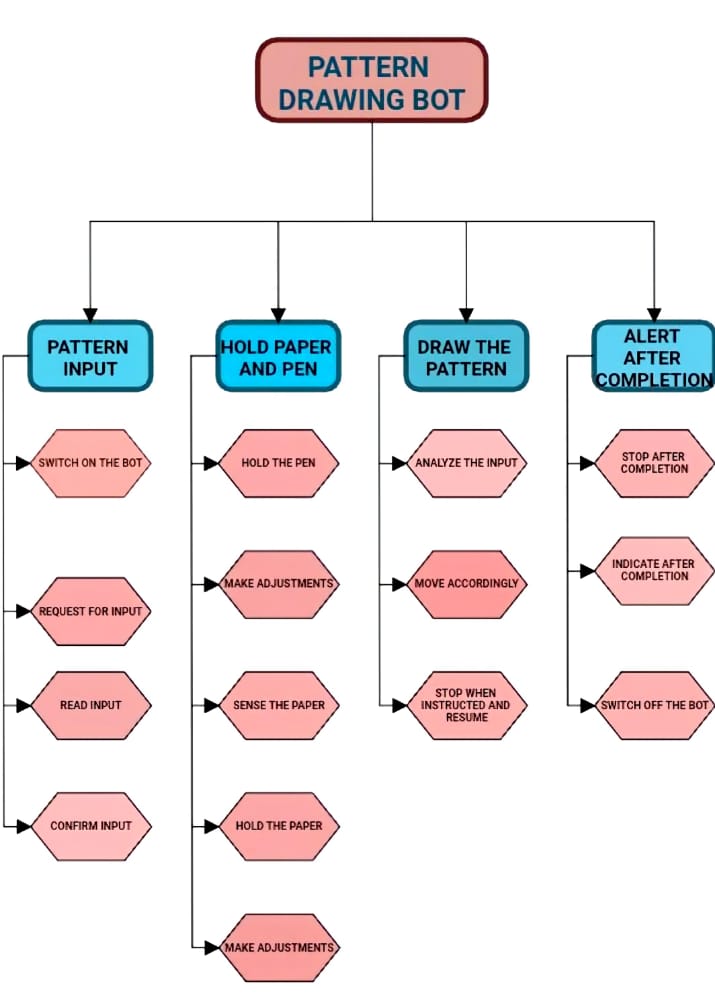 PATTERN
DRAWING BOT
PATTERN
INPUT
SWITCH ON THE BOT
REQUEST FOR INPUT
READ INPUT
CONFIRM INPUT
HOLD PAPER
AND PEN
HOLD THE PEN
MAKE ADJUSTMENTS
SENSE THE PAPER
HOLD THE PAPER
MAKE ADJUSTMENTS
DRAW THE
PATTERN
ANALYZE THE INPUT
MOVE ACCORDINGLY
STOP WHEN
INSTRUCTED AND
RESUME
ALERT
AFTER
COMPLETION
STOP AFTER
COMPLETION
INDICATE AFTER
COMPLETION
SWITCH OFF THE BOT